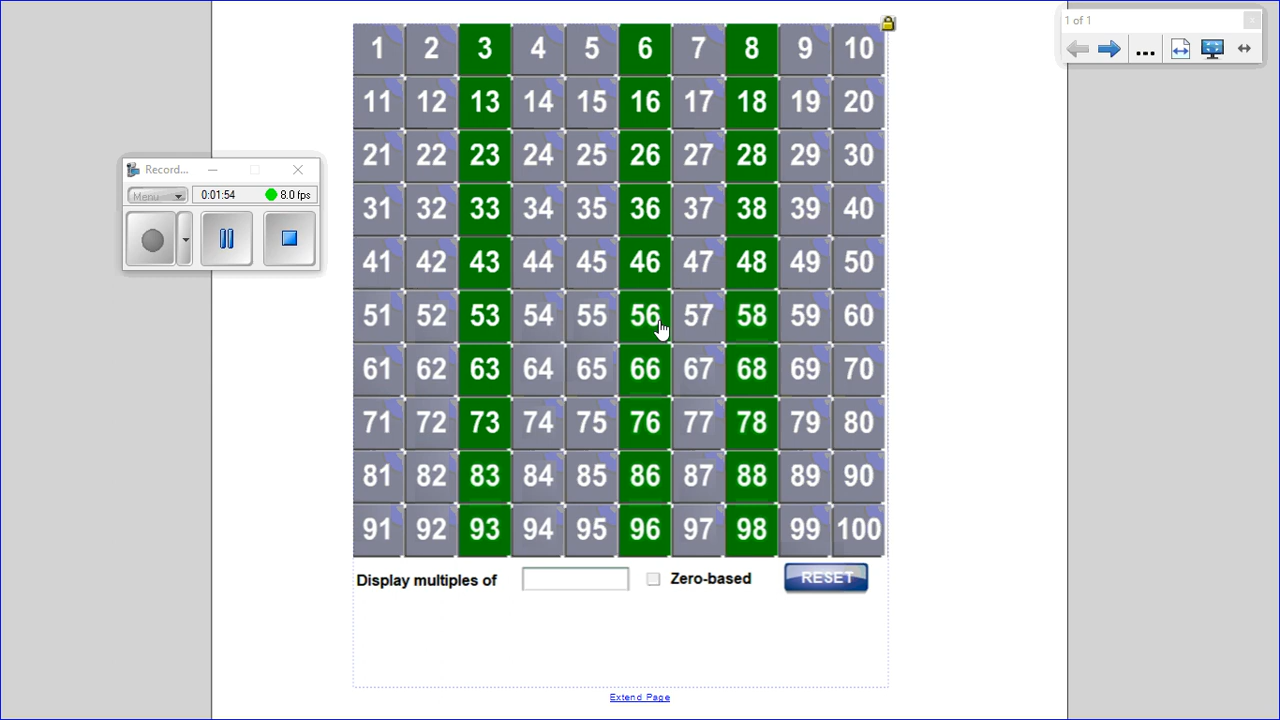 1 of 1
x
...
1 2 3 4 5 6 7 8 9 10
11 12 13 14 15 16 17 18 19 20
21 22 23 24 25 26 27 28 29 30
31 32 33 34 35 36 37 38 39 40
41 42 43 44 45 46 47 48 49 50
51 52 53 54 55 56 57 58 59 60
61 62 63 64 65 66 67 68 69 70
71 72 73 74 75 76 77 78 79 80
81 82 83 84 85 86 87 88 89 90
91 92 93 94 95 96 97 98 99 100
Record...
Menu 0:01:54 8.0 fps
Display multiples of Zero-based RESET
Extend Page